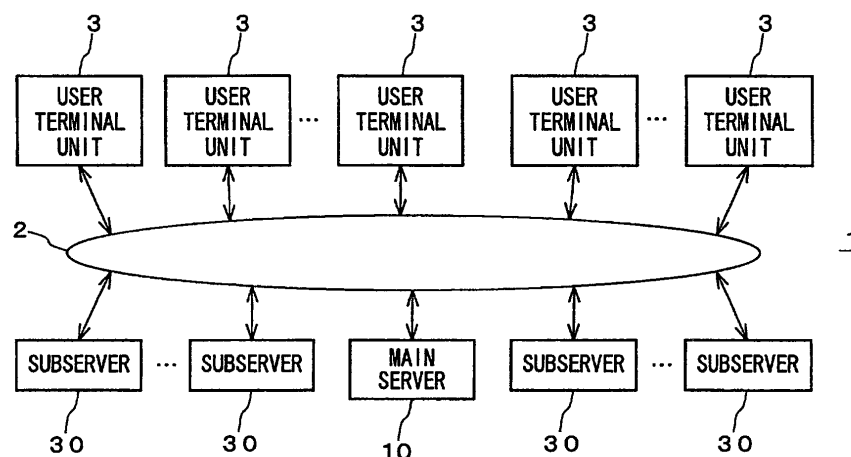 3 3 3 3 3
USER TERMINAL UNIT
USER TERMINAL UNIT
...
USER TERMINAL UNIT
USER TERMINAL UNIT
...
USER TERMINAL UNIT
2
1
SUBSERVER ... SUBSERVER
MAIN
SERVER
SUBSERVER ... SUBSERVER
30 30 10 30 30